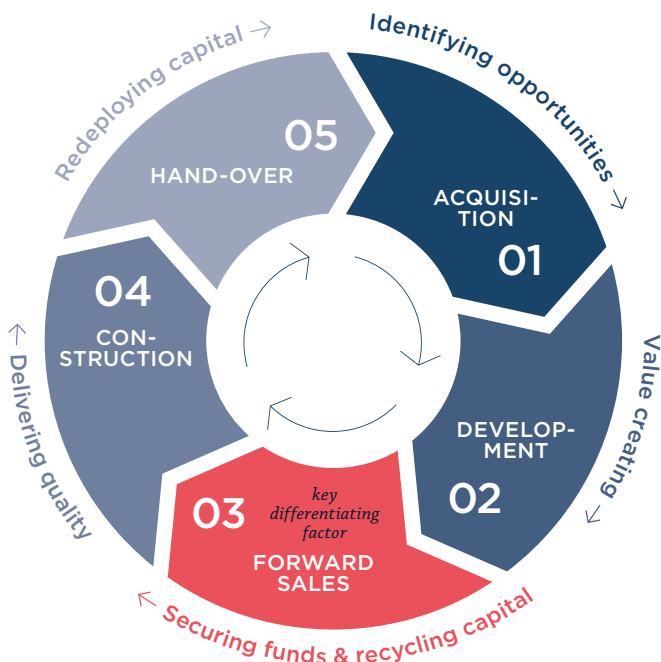 Identifying opportunities →
ACQUISI-
TION
01
Value creating →
DEVELOP-
MENT
02
Securing funds & recycling capital →
03
key
differentiating
factor
FORWARD
SALES
Delivering quality →
04
CON-
STRUCTION
Redeploying capital →
05
HAND-OVER